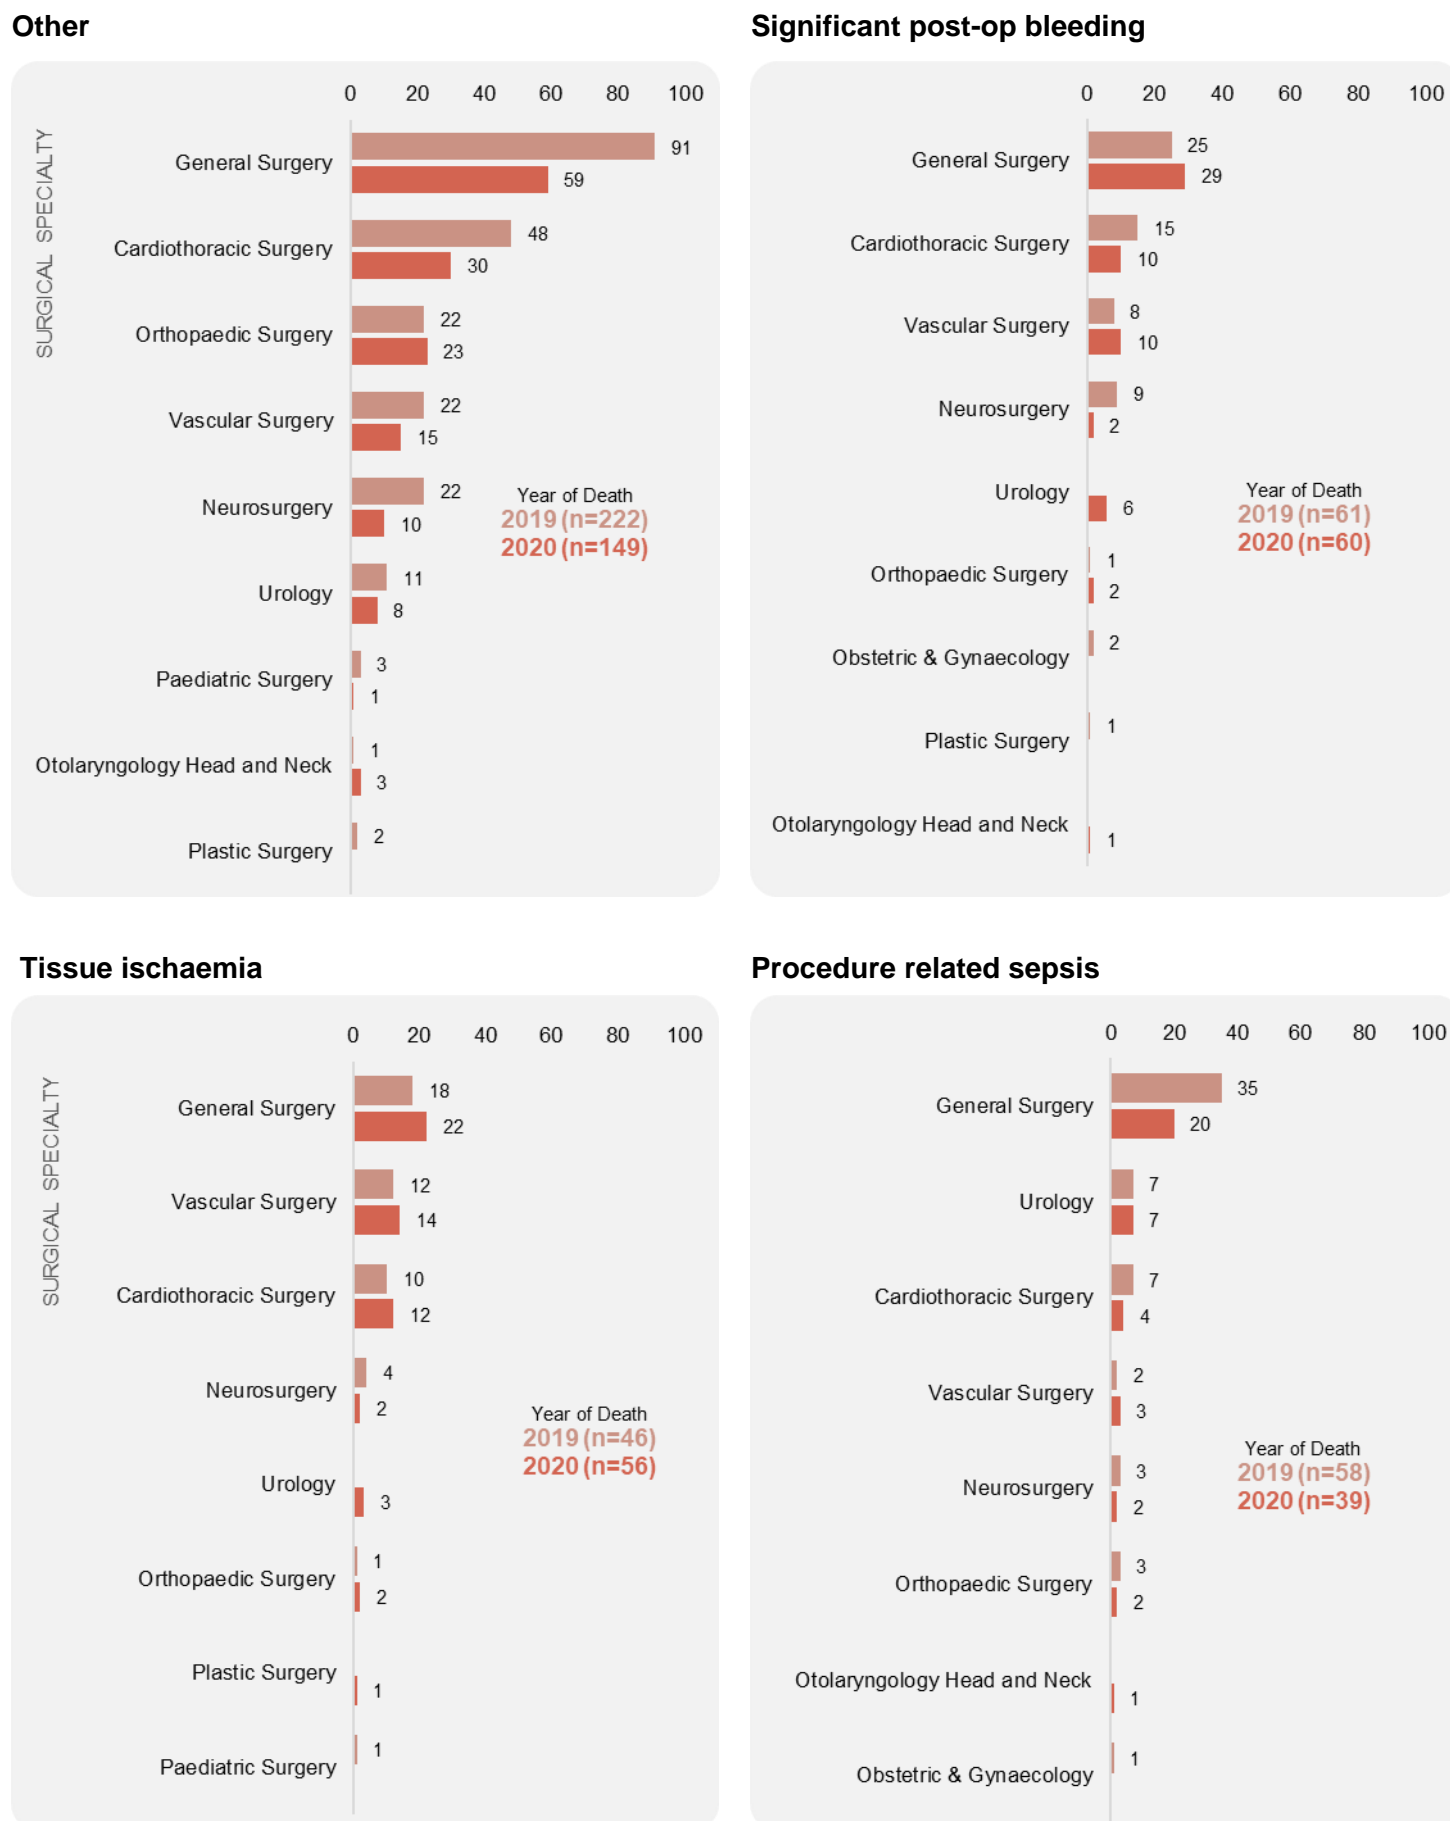 Other
0 20 40 60 80 100
SURGICAL SPECIALTY
General Surgery
91
59
Cardiothoracic Surgery
48
30
Orthopaedic Surgery
22
23
Vascular Surgery
22
15
Neurosurgery
22
10
Urology
11
8
Paediatric Surgery
3
1
Otolaryngology Head and Neck
1
3
Plastic Surgery
2
Year of Death
2019 (n=222)
2020 (n=149)
Significant post-op bleeding
0 20 40 60 80 100
General Surgery
25
29
Cardiothoracic Surgery
15
10
Vascular Surgery
8
10
Neurosurgery
9
2
Urology
6
Orthopaedic Surgery
1
2
Obstetric & Gynaecology
2
Plastic Surgery
1
Otolaryngology Head and Neck
1
Year of Death
2019 (n=61)
2020 (n=60)
Tissue ischaemia
0 20 40 60 80 100
SURGICAL SPECIALTY
General Surgery
18
22
Vascular Surgery
12
14
Cardiothoracic Surgery
10
12
Neurosurgery
4
2
Urology
3
Orthopaedic Surgery
1
2
Plastic Surgery
1
Paediatric Surgery
1
Year of Death
2019 (n=46)
2020 (n=56)
Procedure related sepsis
0 20 40 60 80 100
General Surgery
35
20
Urology
7
7
Cardiothoracic Surgery
7
4
Vascular Surgery
2
3
Neurosurgery
3
2
Orthopaedic Surgery
3
2
Otolaryngology Head and Neck
1
Obstetric & Gynaecology
1
Year of Death
2019 (n=58)
2020 (n=39)